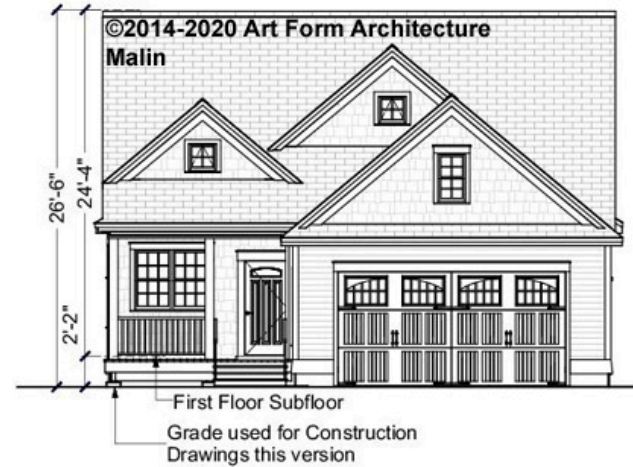 ©2014-2020 Art Form Architecture
Malin
26'-6"
24'-4"
2'-2"
First Floor Subfloor
Grade used for Construction
Drawings this version